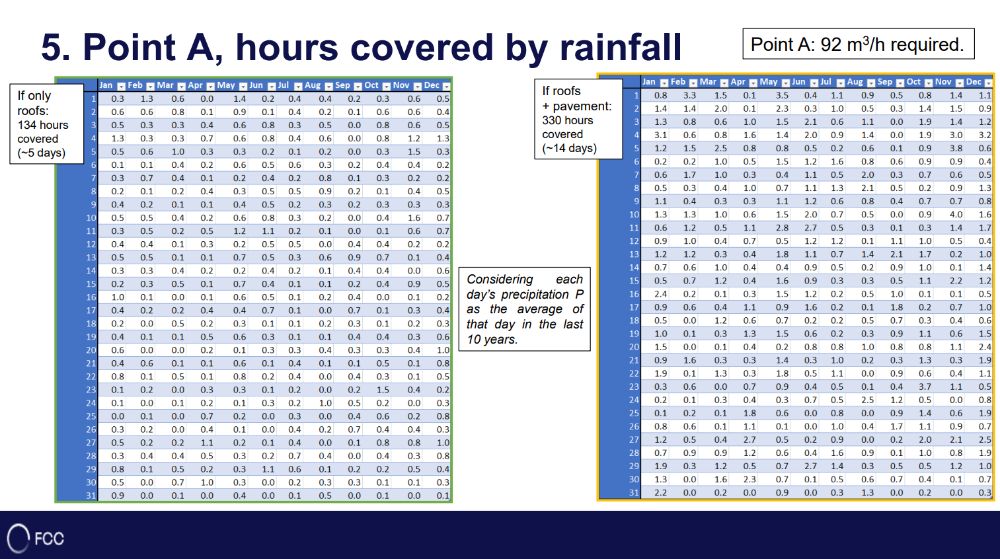 5. Point A, hours covered by rainfall
Point A: 92 m³/h required.
If only
roofs:
134 hours
covered
(~5 days)
Jan Feb Mar Apr May Jun Jul Aug Sep Oct Nov Dec
1 0.3 1.3 0.6 0.0 1.4 0.2 0.4 0.4 0.2 0.3 0.6 0.5
2 0.6 0.6 0.8 0.1 0.9 0.1 0.4 0.2 0.1 0.6 0.6 0.4
3 0.5 0.3 0.3 0.4 0.6 0.8 0.3 0.5 0.0 0.8 0.6 0.5
4 1.3 0.3 0.3 0.7 0.6 0.8 0.4 0.6 0.0 0.8 1.2 1.3
5 0.5 0.6 1.0 0.3 0.3 0.2 0.1 0.2 0.0 0.3 1.5 0.3
6 0.1 0.1 0.4 0.2 0.6 0.5 0.6 0.3 0.2 0.4 0.4 0.2
7 0.3 0.7 0.4 0.1 0.2 0.4 0.2 0.8 0.1 0.3 0.2 0.2
8 0.2 0.1 0.2 0.4 0.3 0.5 0.5 0.9 0.2 0.1 0.4 0.5
9 0.4 0.2 0.1 0.1 0.4 0.5 0.2 0.3 0.2 0.3 0.3 0.3
10 0.5 0.5 0.4 0.2 0.6 0.8 0.3 0.2 0.0 0.4 1.6 0.7
11 0.3 0.5 0.2 0.5 1.2 1.1 0.2 0.1 0.0 0.1 0.6 0.7
12 0.4 0.4 0.1 0.3 0.2 0.5 0.5 0.0 0.4 0.4 0.2 0.2
13 0.5 0.5 0.1 0.1 0.7 0.5 0.3 0.6 0.9 0.7 0.1 0.4
14 0.3 0.3 0.4 0.2 0.2 0.4 0.2 0.1 0.4 0.4 0.0 0.6
15 0.2 0.3 0.5 0.1 0.7 0.4 0.1 0.1 0.2 0.4 0.9 0.5
16 1.0 0.1 0.0 0.1 0.6 0.5 0.1 0.2 0.4 0.0 0.1 0.2
17 0.4 0.2 0.2 0.4 0.4 0.7 0.1 0.0 0.7 0.1 0.3 0.4
18 0.2 0.0 0.5 0.2 0.3 0.1 0.1 0.2 0.3 0.1 0.2 0.3
19 0.4 0.1 0.1 0.5 0.6 0.3 0.1 0.1 0.4 0.4 0.3 0.6
20 0.6 0.0 0.0 0.2 0.1 0.3 0.3 0.4 0.3 0.3 0.4 1.0
21 0.4 0.6 0.1 0.1 0.6 0.1 0.4 0.1 0.1 0.5 0.1 0.8
22 0.8 0.1 0.5 0.1 0.8 0.2 0.4 0.0 0.4 0.3 0.1 0.5
23 0.1 0.2 0.0 0.3 0.3 0.1 0.2 0.0 0.2 1.5 0.4 0.2
24 0.1 0.0 0.1 0.2 0.1 0.3 0.2 1.0 0.5 0.2 0.0 0.3
25 0.0 0.1 0.0 0.7 0.2 0.0 0.3 0.0 0.4 0.6 0.2 0.8
26 0.3 0.2 0.0 0.4 0.1 0.0 0.4 0.2 0.7 0.4 0.4 0.3
27 0.5 0.2 0.2 1.1 0.2 0.1 0.4 0.0 0.1 0.8 0.8 1.0
28 0.3 0.4 0.4 0.5 0.3 0.2 0.7 0.4 0.0 0.4 0.3 0.8
29 0.8 0.1 0.5 0.2 0.3 1.1 0.6 0.1 0.2 0.2 0.5 0.4
30 0.5 0.0 0.7 1.0 0.3 0.0 0.2 0.3 0.3 0.1 0.1 0.3
31 0.9 0.0 0.1 0.0 0.4 0.0 0.1 0.5 0.0 0.1 0.0 0.1
Considering each
day's precipitation P
as the average of
that day in the last
10 years.
If roofs
+ pavement:
330 hours
covered
(~14 days)
Jan Feb Mar Apr May Jun Jul Aug Sep Oct Nov Dec
1 0.8 3.3 1.5 0.1 3.5 0.4 1.1 0.9 0.5 0.8 1.4 1.1
2 1.4 1.4 2.0 0.1 2.3 0.3 1.0 0.5 0.3 1.4 1.5 0.9
3 1.3 0.8 0.6 1.0 1.5 2.1 0.6 1.1 0.0 1.9 1.4 1.2
4 3.1 0.6 0.8 1.6 1.4 2.0 0.9 1.4 0.0 1.9 3.0 3.2
5 1.2 1.5 2.5 0.8 0.8 0.5 0.2 0.6 0.1 0.9 3.8 0.6
6 0.2 0.2 1.0 0.5 1.5 1.2 1.6 0.8 0.6 0.9 0.9 0.4
7 0.6 1.7 1.0 0.3 0.4 1.1 0.5 2.0 0.3 0.7 0.6 0.5
8 0.5 0.3 0.4 1.0 0.7 1.1 1.3 2.1 0.5 0.2 0.9 1.3
9 1.1 0.4 0.3 0.3 1.1 1.2 0.6 0.8 0.4 0.7 0.7 0.8
10 1.3 1.3 1.0 0.6 1.5 2.0 0.7 0.5 0.0 0.9 4.0 1.6
11 0.6 1.2 0.5 1.1 2.8 2.7 0.5 0.3 0.1 0.3 1.4 1.7
12 0.9 1.0 0.4 0.7 0.5 1.2 1.2 0.1 1.1 1.0 0.5 0.4
13 1.2 1.2 0.3 0.4 1.8 1.1 0.7 1.4 2.1 1.7 0.2 1.0
14 0.7 0.6 1.0 0.4 0.4 0.9 0.5 0.2 0.9 1.0 0.1 1.4
15 0.5 0.7 1.2 0.4 1.6 0.9 0.3 0.3 0.5 1.1 2.2 1.2
16 2.4 0.2 0.1 0.3 1.5 1.2 0.2 0.5 1.0 0.1 0.1 0.5
17 0.9 0.6 0.4 1.1 0.9 1.6 0.2 0.1 1.8 0.2 0.7 1.0
18 0.5 0.0 1.2 0.6 0.7 0.2 0.2 0.5 0.7 0.3 0.4 0.6
19 1.0 0.1 0.3 1.3 1.5 0.6 0.2 0.3 0.9 1.1 0.6 1.5
20 1.5 0.0 0.1 0.4 0.2 0.8 0.8 1.0 0.8 0.8 1.1 2.4
21 0.9 1.6 0.3 0.3 1.4 0.3 1.0 0.2 0.3 1.3 0.3 1.9
22 1.9 0.1 1.3 0.3 1.8 0.5 1.1 0.0 0.9 0.6 0.4 1.1
23 0.3 0.6 0.0 0.7 0.9 0.4 0.5 0.1 0.4 3.7 1.1 0.5
24 0.2 0.1 0.3 0.4 0.3 0.7 0.5 2.5 1.2 0.5 0.0 0.8
25 0.1 0.2 0.1 1.8 0.6 0.0 0.8 0.0 0.9 1.4 0.6 1.9
26 0.8 0.6 0.1 1.1 0.1 0.0 1.0 0.4 1.7 1.1 0.9 0.7
27 1.2 0.5 0.4 2.7 0.5 0.2 0.9 0.0 0.2 2.0 2.1 2.5
28 0.7 0.9 0.9 1.2 0.6 0.4 1.6 0.9 0.1 1.0 0.8 1.9
29 1.9 0.3 1.2 0.5 0.7 2.7 1.4 0.3 0.5 0.5 1.2 1.0
30 1.3 0.0 1.6 2.3 0.7 0.1 0.5 0.6 0.7 0.4 0.1 0.7
31 2.2 0.0 0.2 0.0 0.9 0.0 0.3 1.3 0.0 0.2 0.0 0.3
FCC